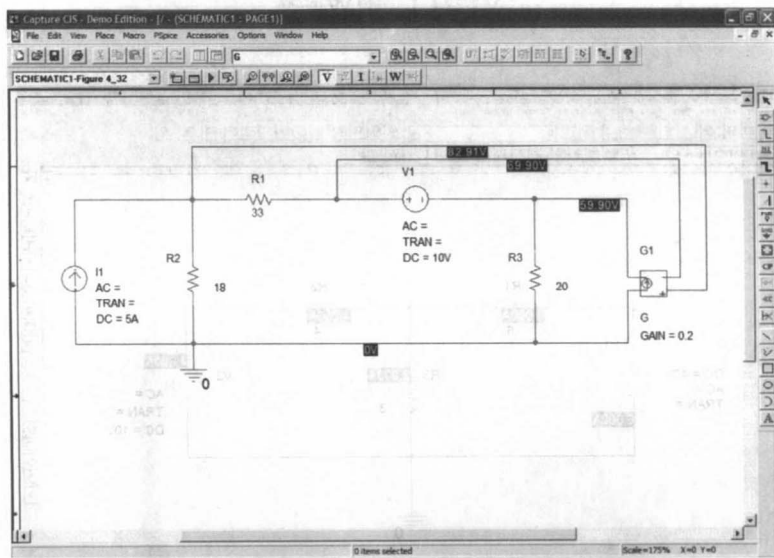 Capture CIS - Demo Edition - [/ - (SCHEMATIC1 : PAGE1)]
File Edit View Place Macro PSpice Accessories Options Window Help
G
SCHEMATIC1-Figure 4_32
V I W
82.91V
69.90V
V1
R1
33
59.90V
AC =
TRAN =
DC = 10V
G1
I1
AC =
TRAN =
DC = 5A
R2
18
R3
20
G
GAIN = 0.2
0V
0
0 items selected
Scale=175% X=0 Y=0